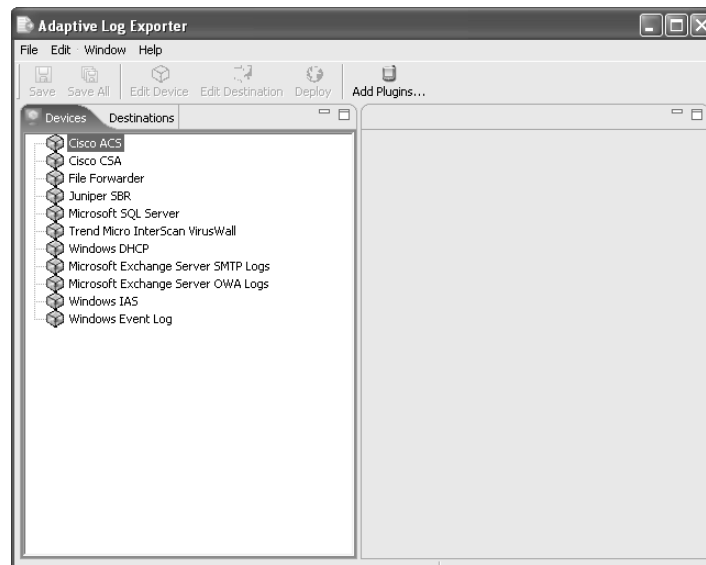 Adaptive Log Exporter
File Edit Window Help
Save Save All Edit Device Edit Destination Deploy Add Plugins...
Devices Destinations
Cisco ACS
Cisco CSA
File Forwarder
Juniper SBR
Microsoft SQL Server
Trend Micro InterScan VirusWall
Windows DHCP
Microsoft Exchange Server SMTP Logs
Microsoft Exchange Server OWA Logs
Windows IAS
Windows Event Log